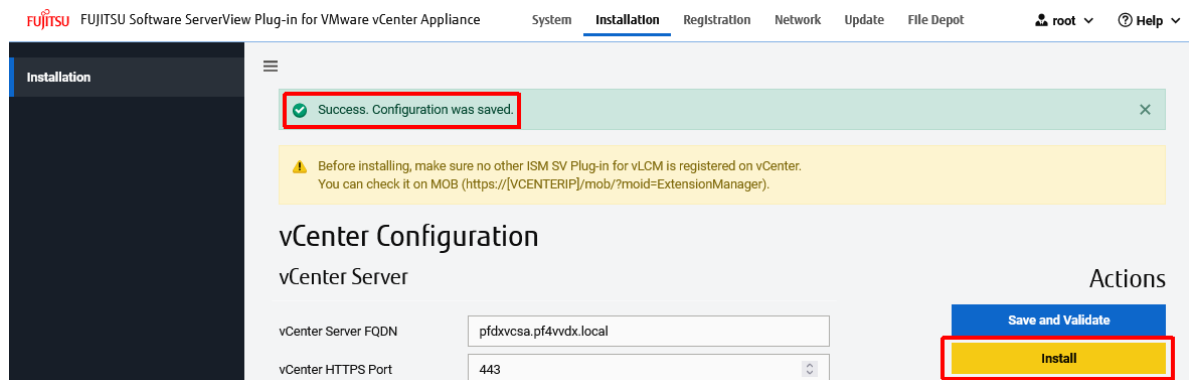 FUJITSU FUJITSU Software ServerView Plug-in for VMware vCenter Appliance System Installation Registration Network Update File Depot root Help
Installation
Success. Configuration was saved.
Before installing, make sure no other ISM SV Plug-in for vLCM is registered on vCenter.
You can check it on MOB (https://[VCENTERIP]/mob/?moid=ExtensionManager).
vCenter Configuration
vCenter Server
Actions
vCenter Server FQDN pfdxvcsa.pf4vvdx.local
Save and Validate
vCenter HTTPS Port 443
Install